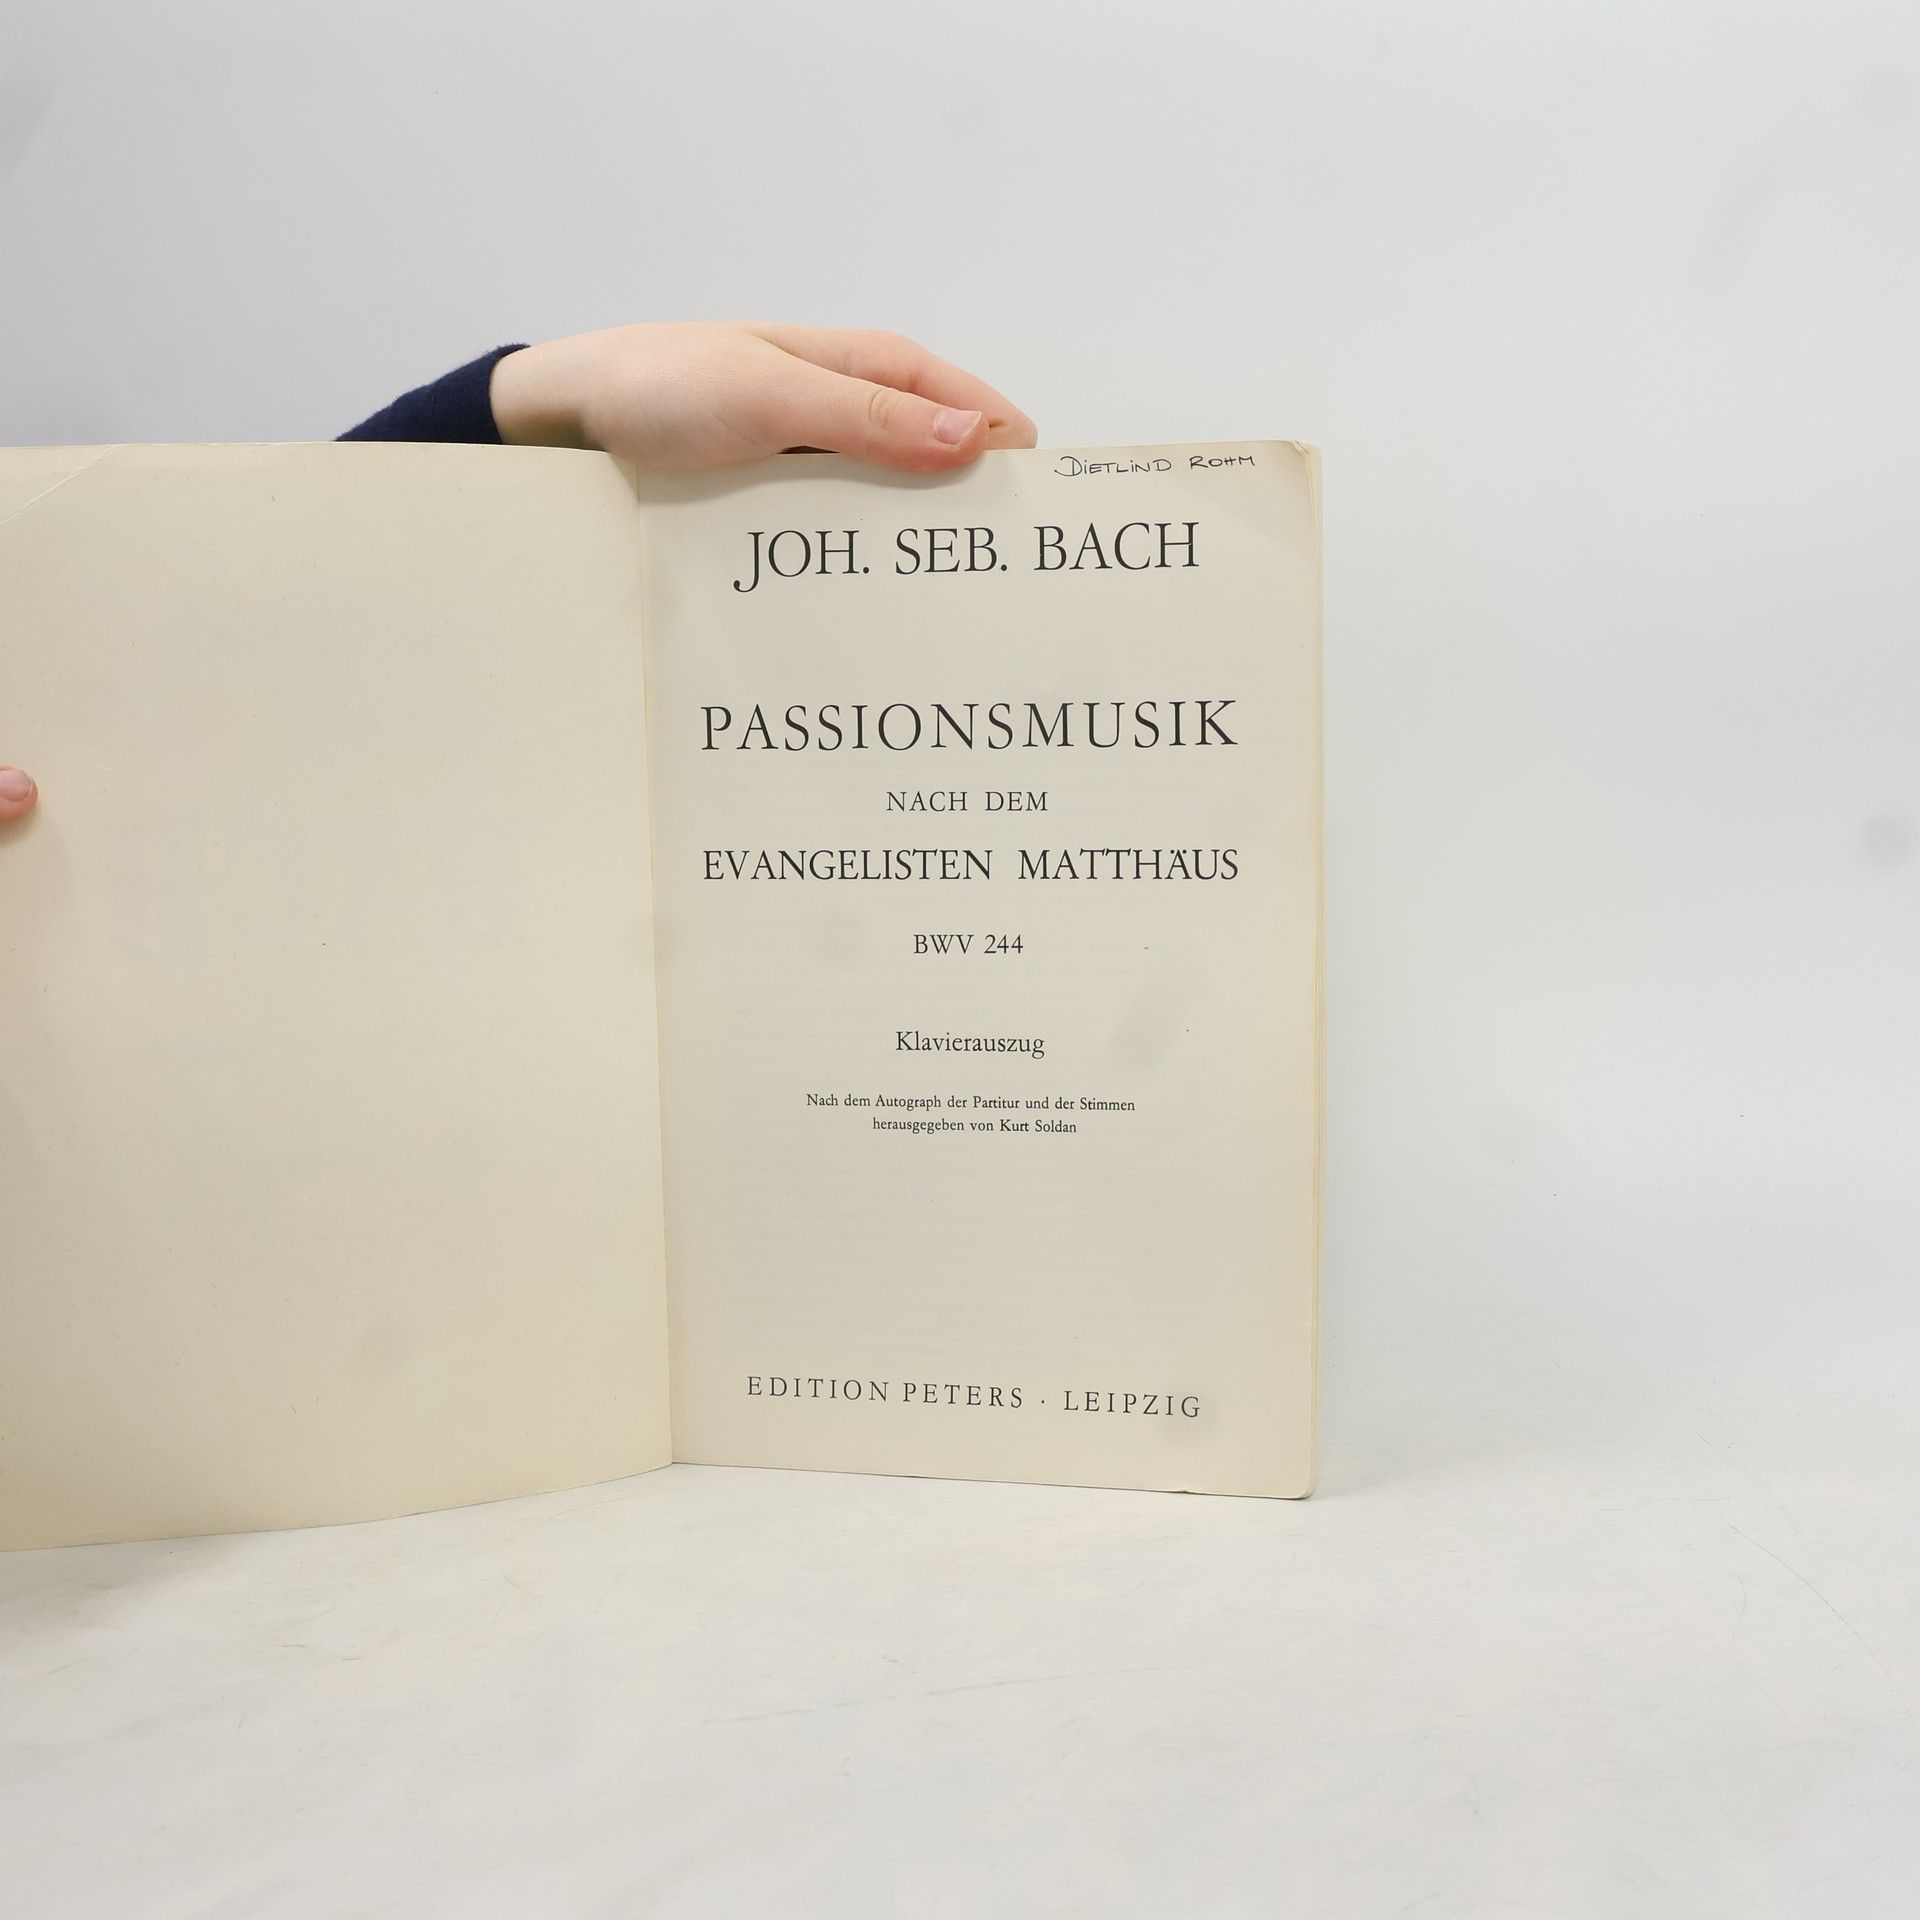 DIETLIND ROHM
JOH. SEB. BACH
PASSIONSMUSIK
NACH DEM
EVANGELISTEN MATTHÄUS
BWV 244
Klavierauszug
Nach dem Autograph der Partitur und der Stimmen
herausgegeben von Kurt Soldan
EDITION PETERS · LEIPZIG